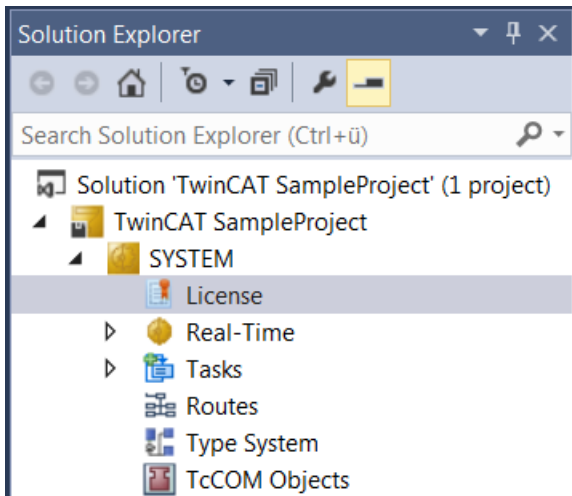 Solution Explorer
Search Solution Explorer (Ctrl+ü)
Solution 'TwinCAT SampleProject' (1 project)
TwinCAT SampleProject
SYSTEM
License
Real-Time
Tasks
Routes
Type System
TcCOM Objects